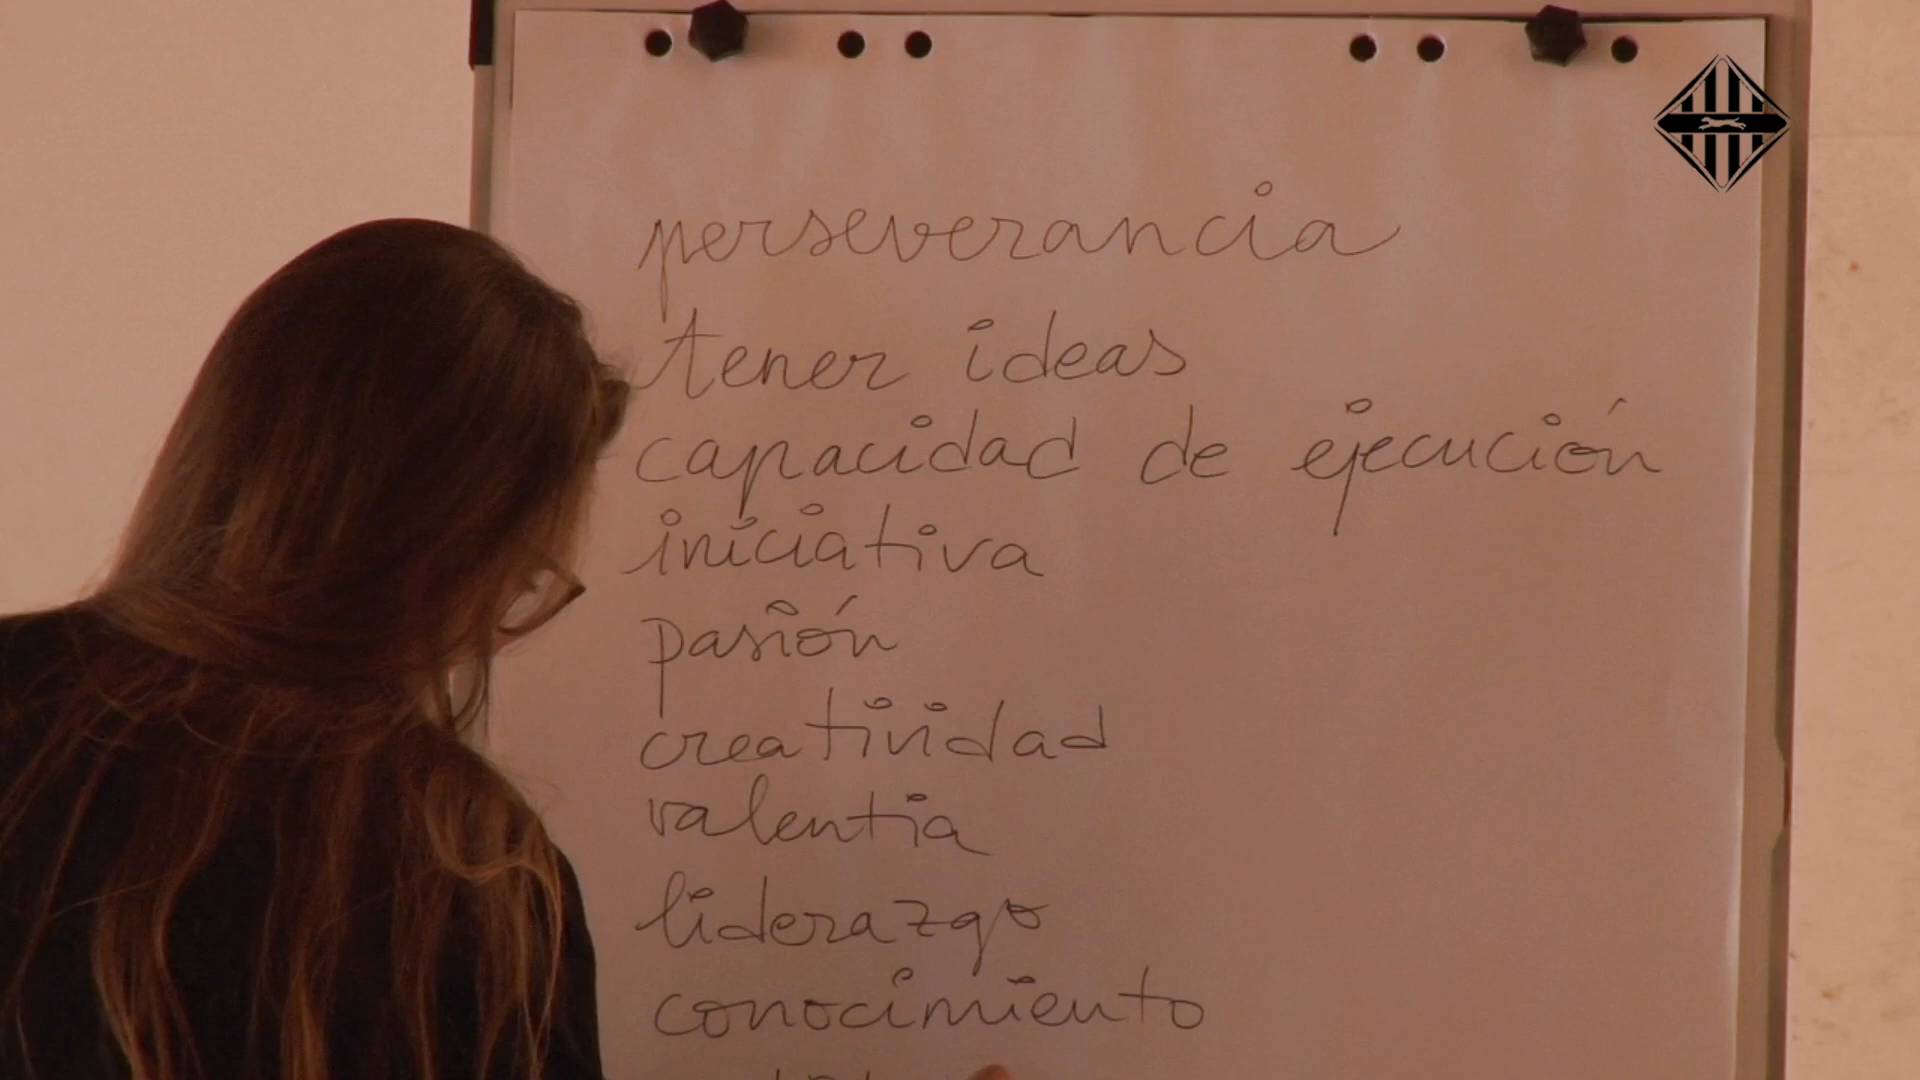 perseverancia
tener ideas
capacidad de ejecución
iniciativa
pasión
creatividad
valentia
liderazgo
conocimiento